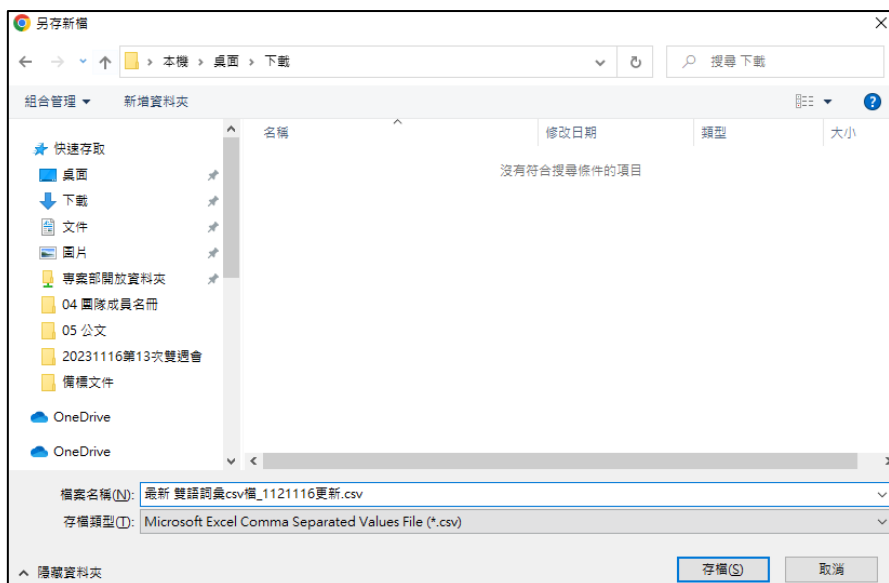 另存新檔
本機 › 桌面 › 下載
搜尋 下載
組合管理 新增資料夾
名稱 修改日期 類型 大小
沒有符合搜尋條件的項目
快速存取
桌面
下載
文件
圖片
專案部開放資料夾
04 團隊成員名冊
05 公文
20231116第13次雙週會
備標文件
OneDrive
OneDrive
檔案名稱(N): 最新 雙語詞彙csv檔_1121116更新.csv
存檔類型(T): Microsoft Excel Comma Separated Values File (*.csv)
隱藏資料夾 存檔(S) 取消